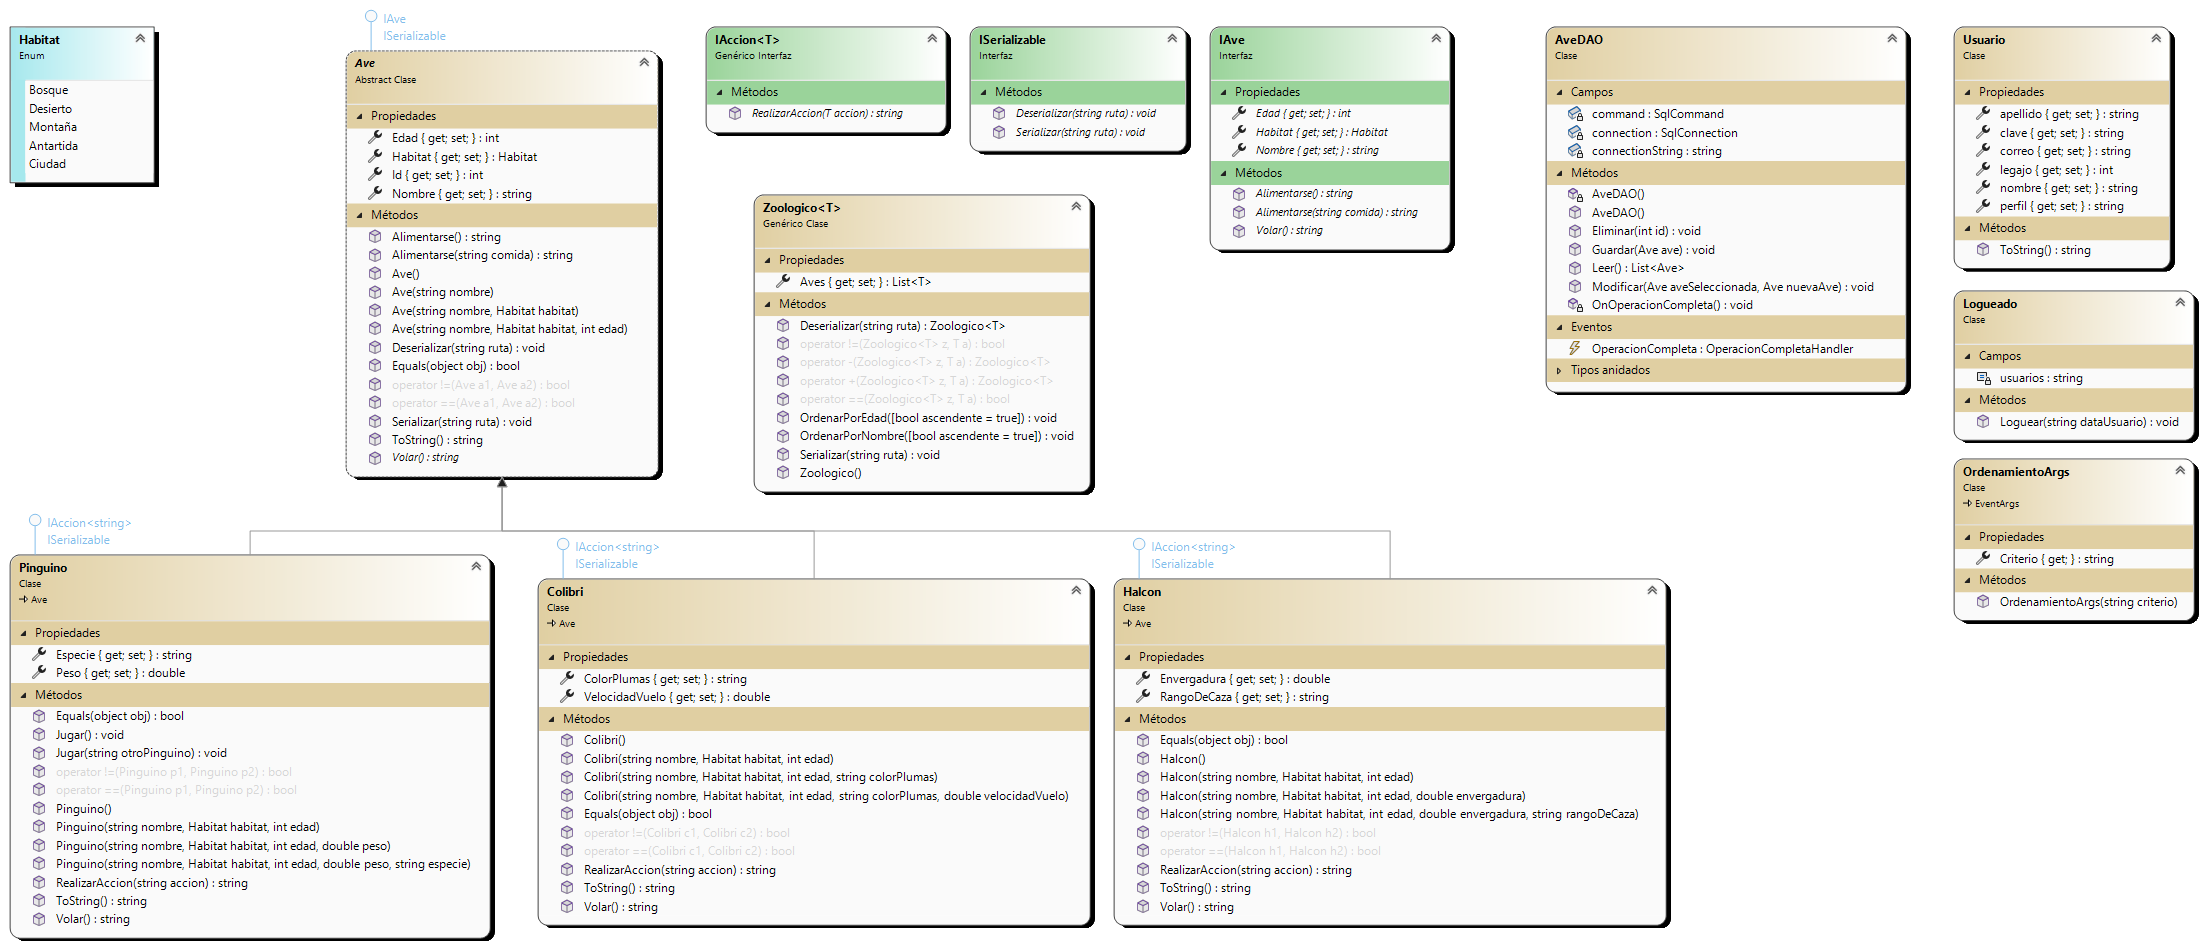 Habitat
Enum
Bosque
Desierto
Montaña
Antartida
Ciudad
IAve
ISerializable
Ave
Abstract Clase
Propiedades
Edad { get; set; } : int
Habitat { get; set; } : Habitat
Id { get; set; } : int
Nombre { get; set; } : string
Métodos
Alimentarse() : string
Alimentarse(string comida) : string
Ave()
Ave(string nombre)
Ave(string nombre, Habitat habitat)
Ave(string nombre, Habitat habitat, int edad)
Deserializar(string ruta) : void
Equals(object obj) : bool
operator !=(Ave a1, Ave a2) : bool
operator ==(Ave a1, Ave a2) : bool
Serializar(string ruta) : void
ToString() : string
Volar() : string
IAccion<T>
Genérico Interfaz
Métodos
RealizarAccion(T accion) : string
ISerializable
Interfaz
Métodos
Deserializar(string ruta) : void
Serializar(string ruta) : void
IAve
Interfaz
Propiedades
Edad { get; set; } : int
Habitat { get; set; } : Habitat
Nombre { get; set; } : string
Métodos
Alimentarse() : string
Alimentarse(string comida) : string
Volar() : string
Zoologico<T>
Genérico Clase
Propiedades
Aves { get; set; } : List<T>
Métodos
Deserializar(string ruta) : Zoologico<T>
operator !=(Zoologico<T> z, T a) : bool
operator -(Zoologico<T> z, T a) : Zoologico<T>
operator +(Zoologico<T> z, T a) : Zoologico<T>
operator ==(Zoologico<T> z, T a) : bool
OrdenarPorEdad([bool ascendente = true]) : void
OrdenarPorNombre([bool ascendente = true]) : void
Serializar(string ruta) : void
Zoologico()
AveDAO
Clase
Campos
command : SqlCommand
connection : SqlConnection
connectionString : string
Métodos
AveDAO()
AveDAO()
Eliminar(int id) : void
Guardar(Ave ave) : void
Leer() : List<Ave>
Modificar(Ave aveSeleccionada, Ave nuevaAve) : void
OnOperacionCompleta() : void
Eventos
OperacionCompleta : OperacionCompletaHandler
Tipos anidados
Usuario
Clase
Propiedades
apellido { get; set; } : string
clave { get; set; } : string
correo { get; set; } : string
legajo { get; set; } : int
nombre { get; set; } : string
perfil { get; set; } : string
Métodos
ToString() : string
Logueado
Clase
Campos
usuarios : string
Métodos
Loguear(string dataUsuario) : void
OrdenamientoArgs
Clase
EventArgs
Propiedades
Criterio { get; } : string
Métodos
OrdenamientoArgs(string criterio)
IAccion<string>
ISerializable
Pinguino
Clase
Ave
Propiedades
Especie { get; set; } : string
Peso { get; set; } : double
Métodos
Equals(object obj) : bool
Jugar() : void
Jugar(string otroPinguino) : void
operator !=(Pinguino p1, Pinguino p2) : bool
operator ==(Pinguino p1, Pinguino p2) : bool
Pinguino()
Pinguino(string nombre, Habitat habitat, int edad)
Pinguino(string nombre, Habitat habitat, int edad, double peso)
Pinguino(string nombre, Habitat habitat, int edad, double peso, string especie)
RealizarAccion(string accion) : string
ToString() : string
Volar() : string
IAccion<string>
ISerializable
Colibri
Clase
Ave
Propiedades
ColorPlumas { get; set; } : string
VelocidadVuelo { get; set; } : double
Métodos
Colibri()
Colibri(string nombre, Habitat habitat, int edad)
Colibri(string nombre, Habitat habitat, int edad, string colorPlumas)
Colibri(string nombre, Habitat habitat, int edad, string colorPlumas, double velocidadVuelo)
Equals(object obj) : bool
operator !=(Colibri c1, Colibri c2) : bool
operator ==(Colibri c1, Colibri c2) : bool
RealizarAccion(string accion) : string
ToString() : string
Volar() : string
IAccion<string>
ISerializable
Halcon
Clase
Ave
Propiedades
Envergadura { get; set; } : double
RangoDeCaza { get; set; } : string
Métodos
Equals(object obj) : bool
Halcon()
Halcon(string nombre, Habitat habitat, int edad)
Halcon(string nombre, Habitat habitat, int edad, double envergadura)
Halcon(string nombre, Habitat habitat, int edad, double envergadura, string rangoDeCaza)
operator !=(Halcon h1, Halcon h2) : bool
operator ==(Halcon h1, Halcon h2) : bool
RealizarAccion(string accion) : string
ToString() : string
Volar() : string